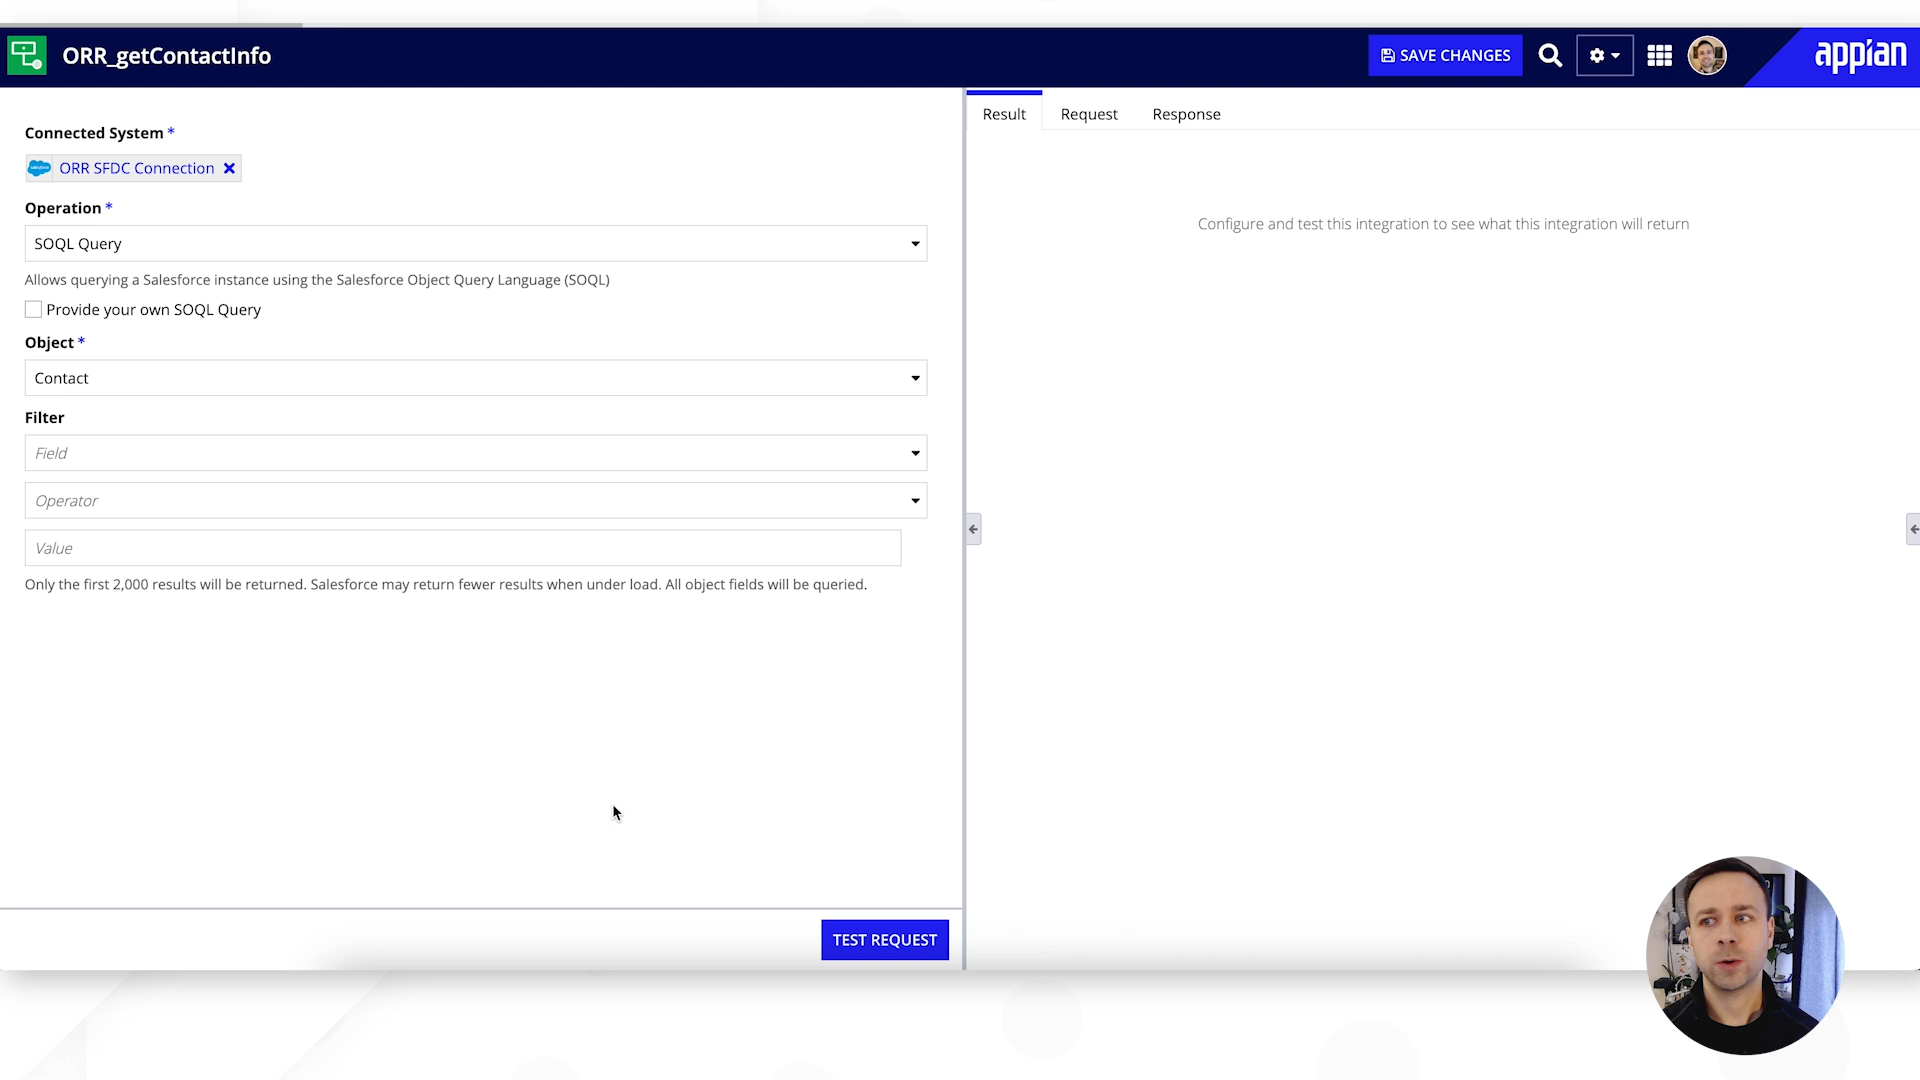 ORR_getContactInfo
SAVE CHANGES
appian
Connected System *
salesforce
ORR SFDC Connection
Operation *
SOQL Query
Allows querying a Salesforce instance using the Salesforce Object Query Language (SOQL)
Provide your own SOQL Query
Object *
Contact
Filter
Field
Operator
Value
Only the first 2,000 results will be returned. Salesforce may return fewer results when under load. All object fields will be queried.
TEST REQUEST
Result
Request
Response
Configure and test this integration to see what this integration will return